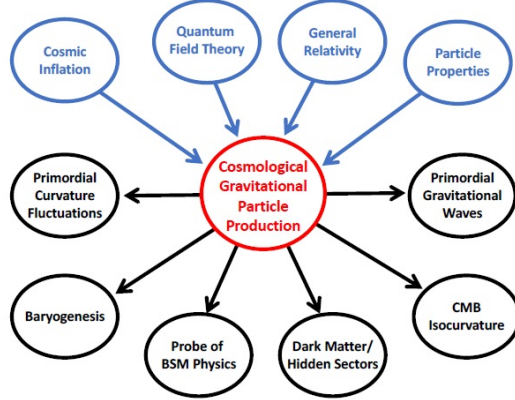 Cosmic
Inflation
Quantum
Field Theory
General
Relativity
Particle
Properties
Cosmological
Gravitational
Particle
Production
Primordial
Curvature
Fluctuations
Primordial
Gravitational
Waves
Baryogenesis
Probe of
BSM Physics
Dark Matter/
Hidden Sectors
CMB
Isocurvature